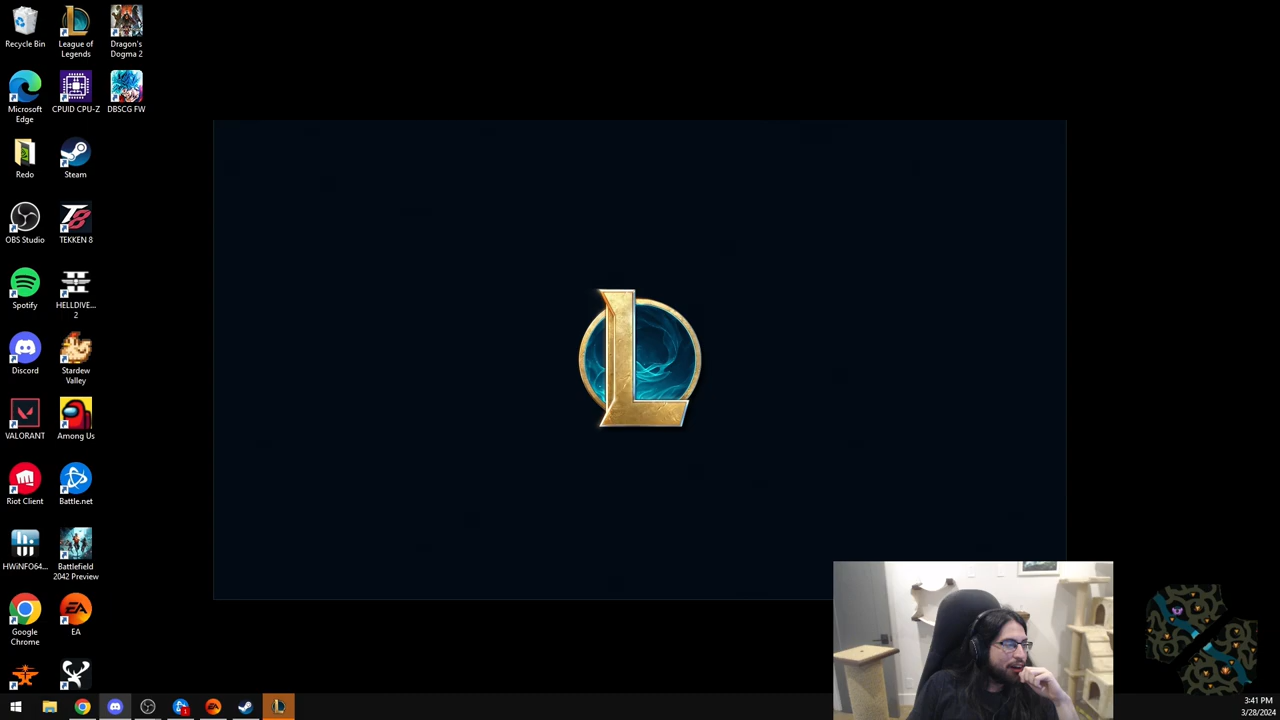 Recycle Bin
League of
Legends
Dragon's
Dogma 2
Microsoft
Edge
CPUID CPU-Z
DBSCG FW
Redo
Steam
OBS Studio
TEKKEN 8
Spotify
HELLDIVE...
2
Discord
Stardew
Valley
VALORANT
Among Us
Riot Client
Battle.net
HWiNFO64...
Battlefield
2042 Preview
Google
Chrome
EA
3:41 PM
3/28/2024